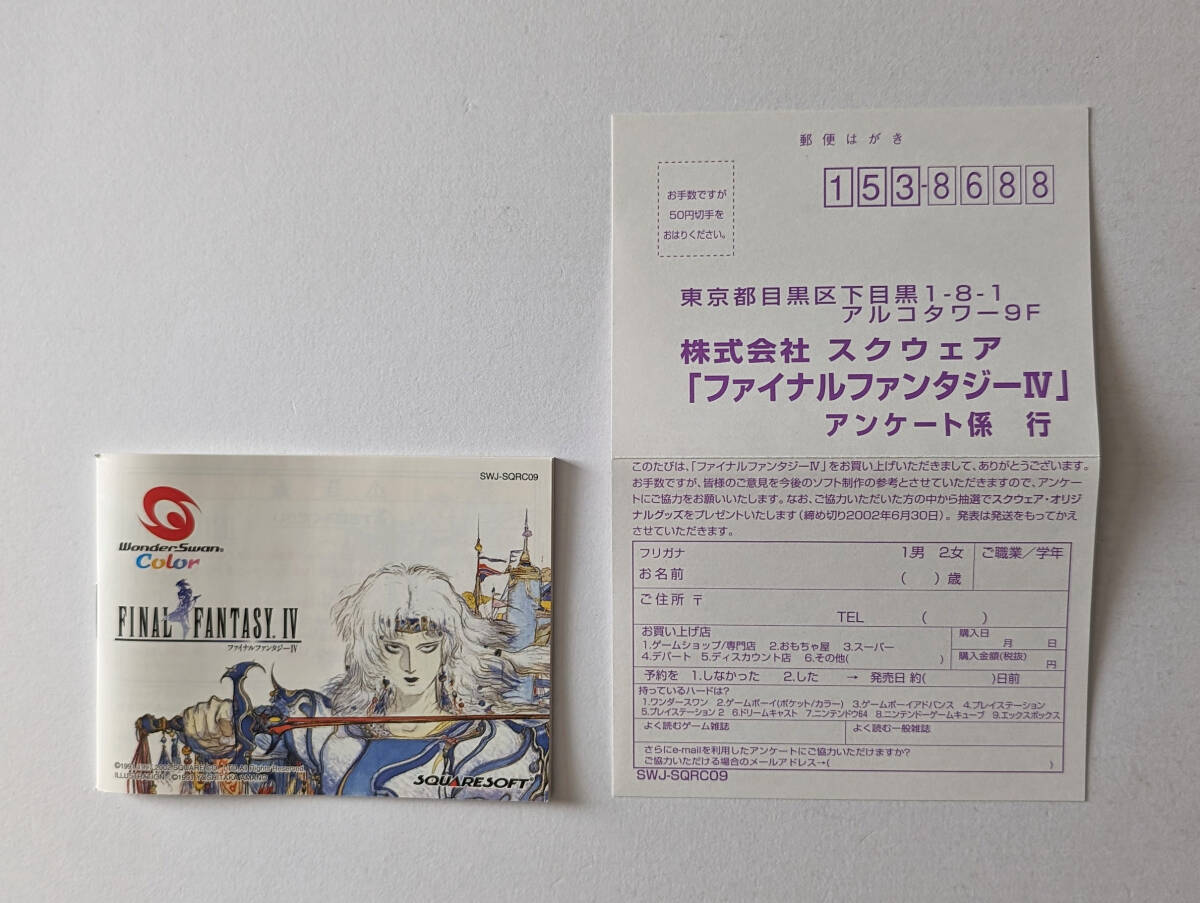 SWJ-SQRC09
WonderSwan®
Color
FINAL FANTASY. IV
ファイナルファンタジーIV
ILLUSTRATION: ©1991 YOSHITAKA AMANO
SQUARESOFT
郵便はがき
お手数ですが
50円切手を
おはりください。
153-8688
東京都目黒区下目黒1-8-1
アルコタワー9F
株式会社 スクウェア
「ファイナルファンタジーⅣ」
アンケート係 行
このたびは、「ファイナルファンタジーⅣ」をお買い上げいただきまして、ありがとうございます。
お手数ですが、皆様のご意見を今後のソフト制作の参考とさせていただきますので、アンケー
トにご協力をお願いいたします。なお、ご協力いただいた方の中から抽選でスクウェア・オリジ
ナルグッズをプレゼントいたします(締め切り2002年6月30日)。発表は発送をもってかえ
させていただきます。
フリガナ 1男 2女 ご職業/学年
お名前 ( )歳
ご住所 〒
TEL ( )
お買い上げ店 購入日 月 日
1.ゲームショップ/専門店 2.おもちゃ屋 3.スーパー
4.デパート 5.ディスカウント店 6.その他( ) 購入金額(税抜) 円
予約を 1.しなかった 2.した → 発売日 約( )日前
持っているハードは?
1.ワンダースワン 2.ゲームボーイ(ポケット/カラー) 3.ゲームボーイアドバンス 4.プレイステーション
5.プレイステーション2 6.ドリームキャスト 7.ニンテンドウ64 8.ニンテンドーゲームキューブ 9.エックスボックス
よく読むゲーム雑誌 よく読む一般雑誌
さらにe-mailを利用したアンケートにご協力いただけますか?
ご協力いただける場合のメールアドレス→( )
SWJ-SQRC09